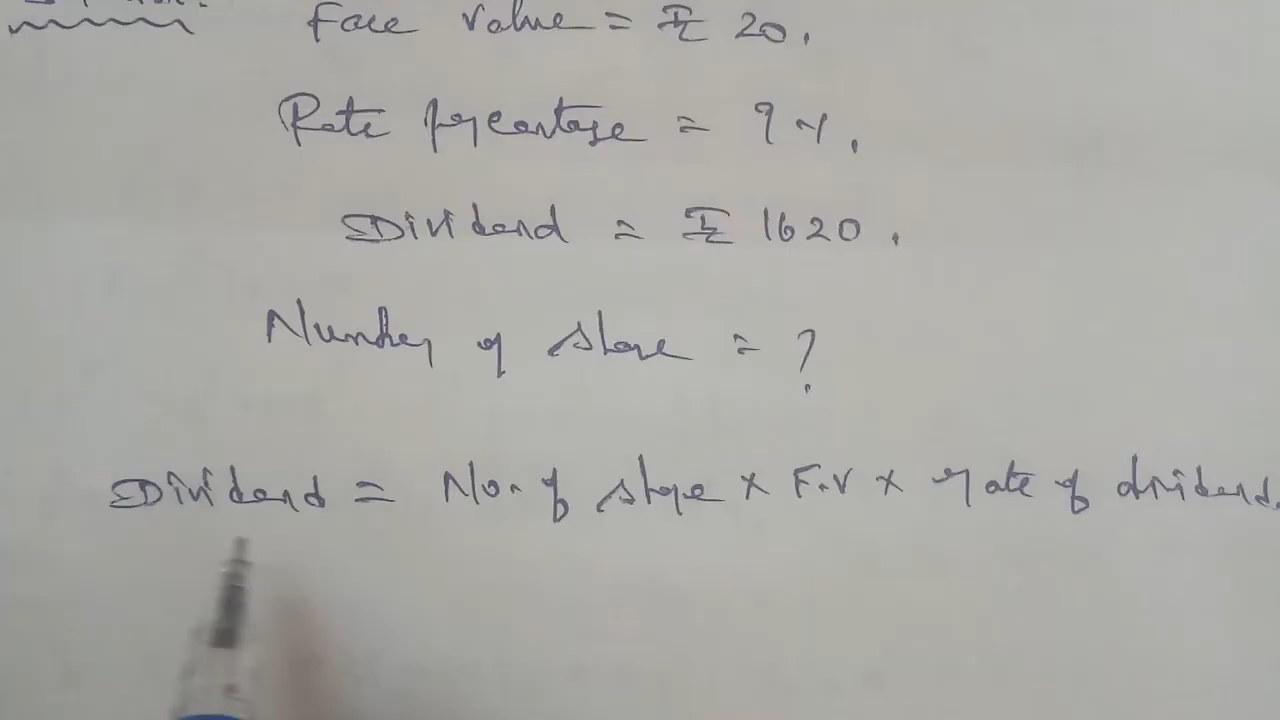 Face value = ₹ 20.
Rate percentage = 9%.
Dividend = ₹ 1620.
Number of share = ?
Dividend = No. of share × F.V × rate of dividend.